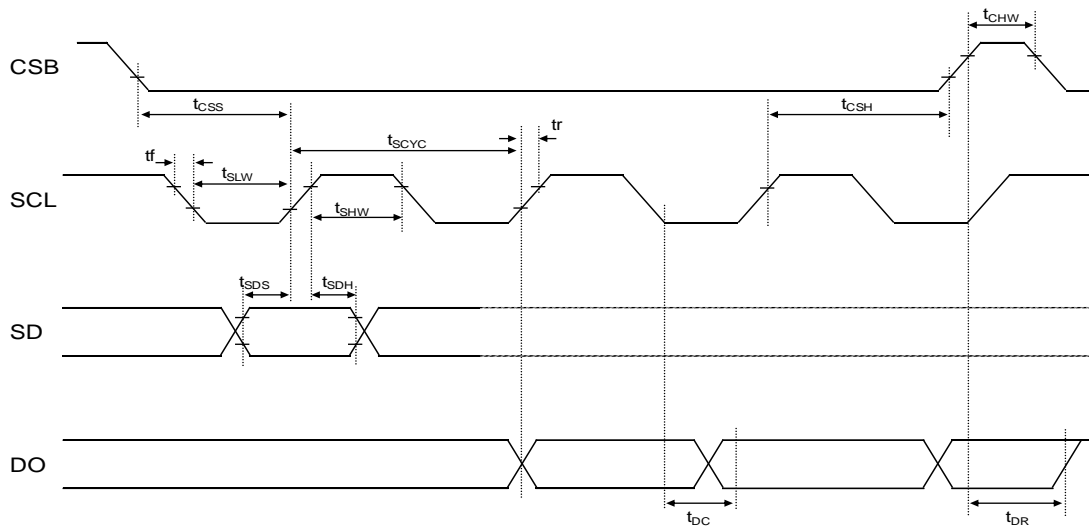 tCHW
CSB
tCSS
tCSH
tr
tSCYC
tf
tSLW
SCL
tSHW
tSDS
tSDH
SD
DO
tDC
tDR